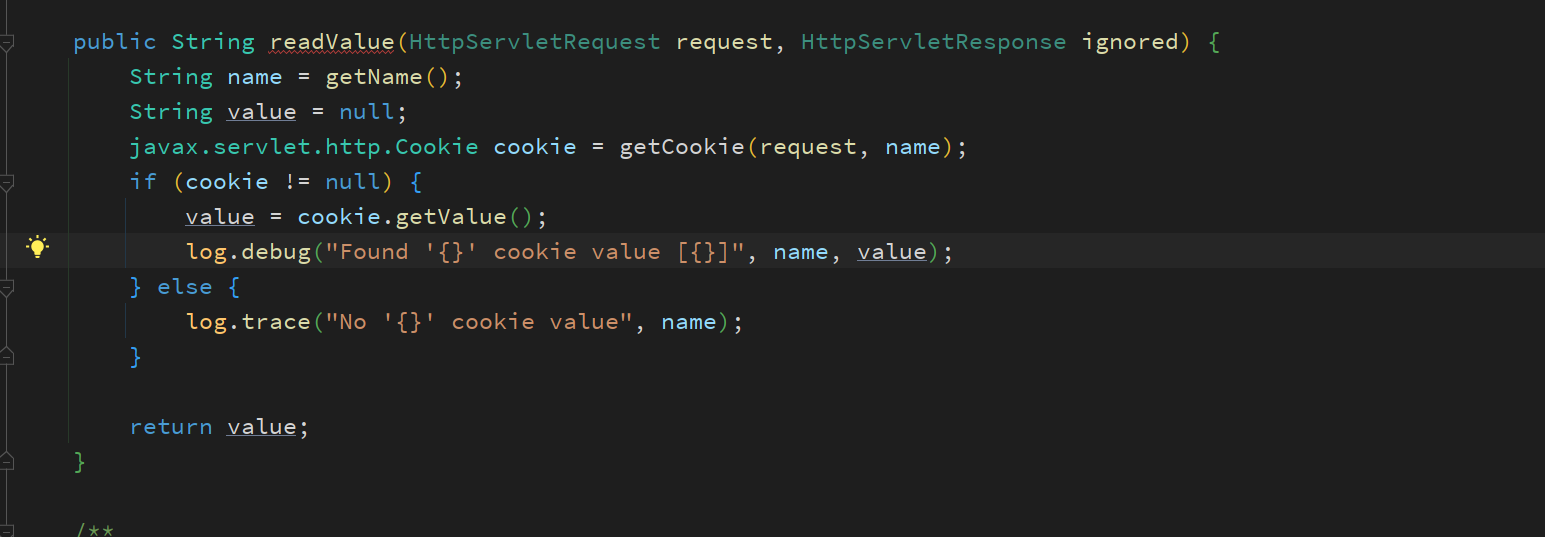 public String readValue(HttpServletRequest request, HttpServletResponse ignored) {
    String name = getName();
    String value = null;
    javax.servlet.http.Cookie cookie = getCookie(request, name);
    if (cookie != null) {
        value = cookie.getValue();
        log.debug("Found '{}' cookie value [{}]", name, value);
    } else {
        log.trace("No '{}' cookie value", name);
    }
    return value;
}
/**